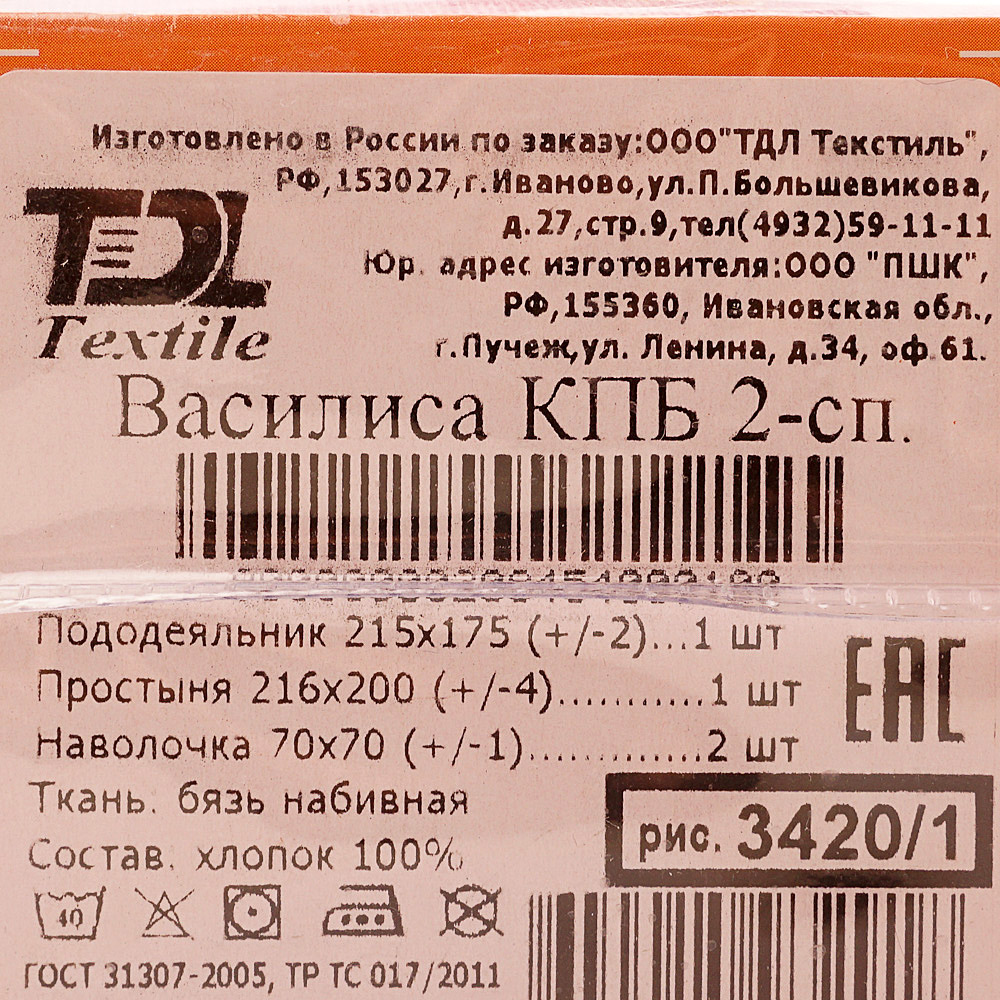 Изготовлено в России по заказу:ООО"ТДЛ Текстиль",
РФ,153027,г.Иваново,ул.П.Большевикова,
д.27,стр.9,тел(4932)59-11-11
Юр. адрес изготовителя:ООО "ПШК",
РФ,155360, Ивановская обл.,
г.Пучеж,ул. Ленина, д.34, оф.61.
TDL
Textile
Василиса КПБ 2-сп.
Пододеяльник 215х175 (+/-2)...1 шт
Простыня 216х200 (+/-4)...........1 шт
Наволочка 70х70 (+/-1).............2 шт
EAC
Ткань: бязь набивная
рис. 3420/1
Состав: хлопок 100%
40
ГОСТ 31307-2005, ТР ТС 017/2011